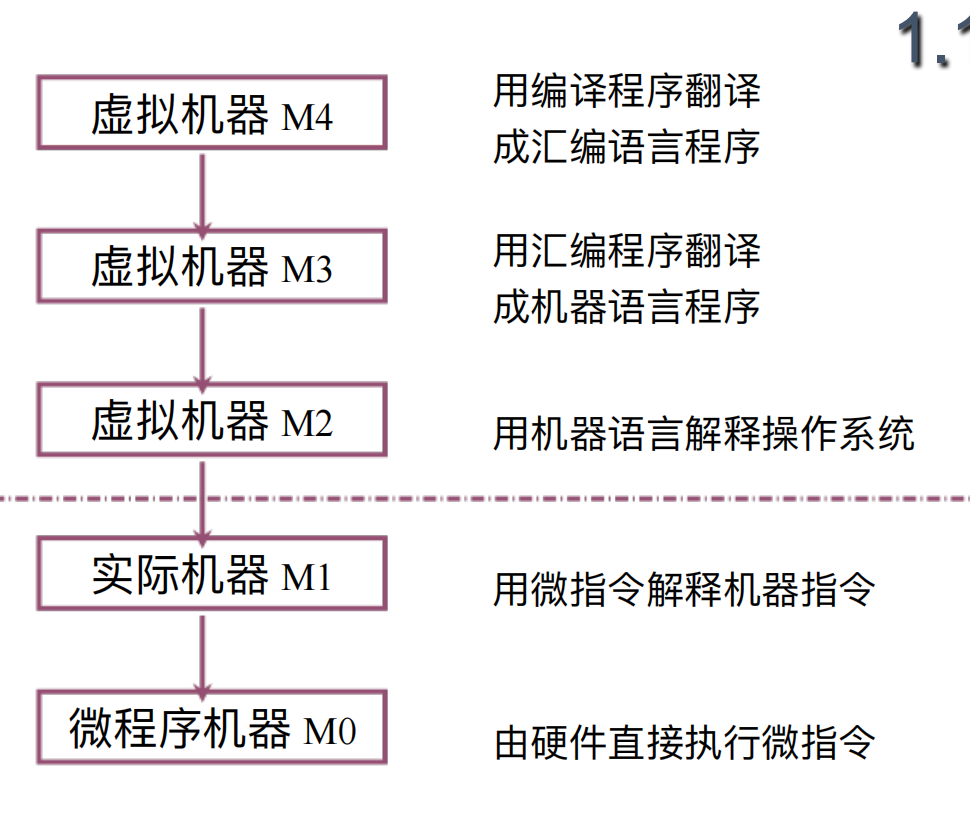 1.1
虚拟机器 M4
用编译程序翻译
成汇编语言程序
虚拟机器 M3
用汇编程序翻译
成机器语言程序
虚拟机器 M2
用机器语言解释操作系统
实际机器 M1
用微指令解释机器指令
微程序机器 M0
由硬件直接执行微指令